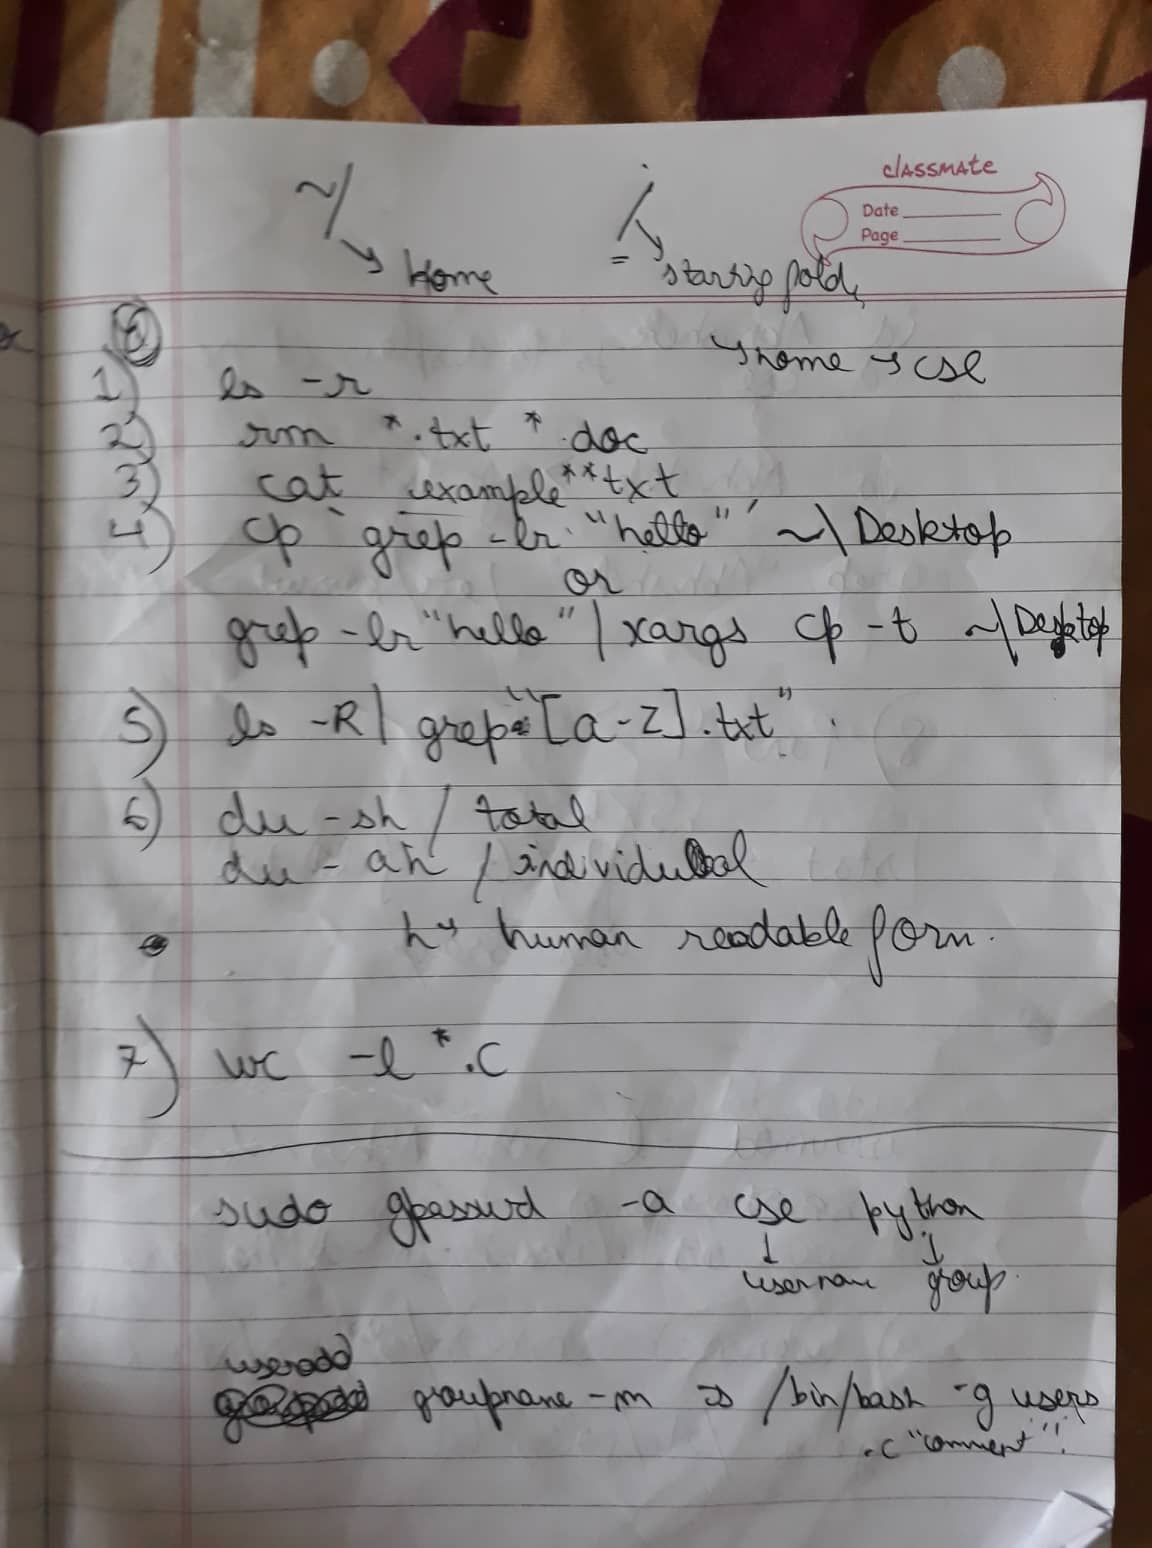 classmate
Date
Page
~/
Home
starting fold
home → cse
1) ls -r
2) rm *.txt *.doc
3) cat example**txt
4) cp `grep -lr "hello"' ~\Desktop
or
grep -lr "hello" | xargs cp -t ~\Desktop
5) ls -R | grep "[a-z].txt"
6) du -sh / total
du - ah / individual
h → human readable form.
7) wc -l *.c
sudo gpasswd -a cse python
↓ ↓
username group.
useradd
groupname -m -s /bin/bash -g users
-c "comment".